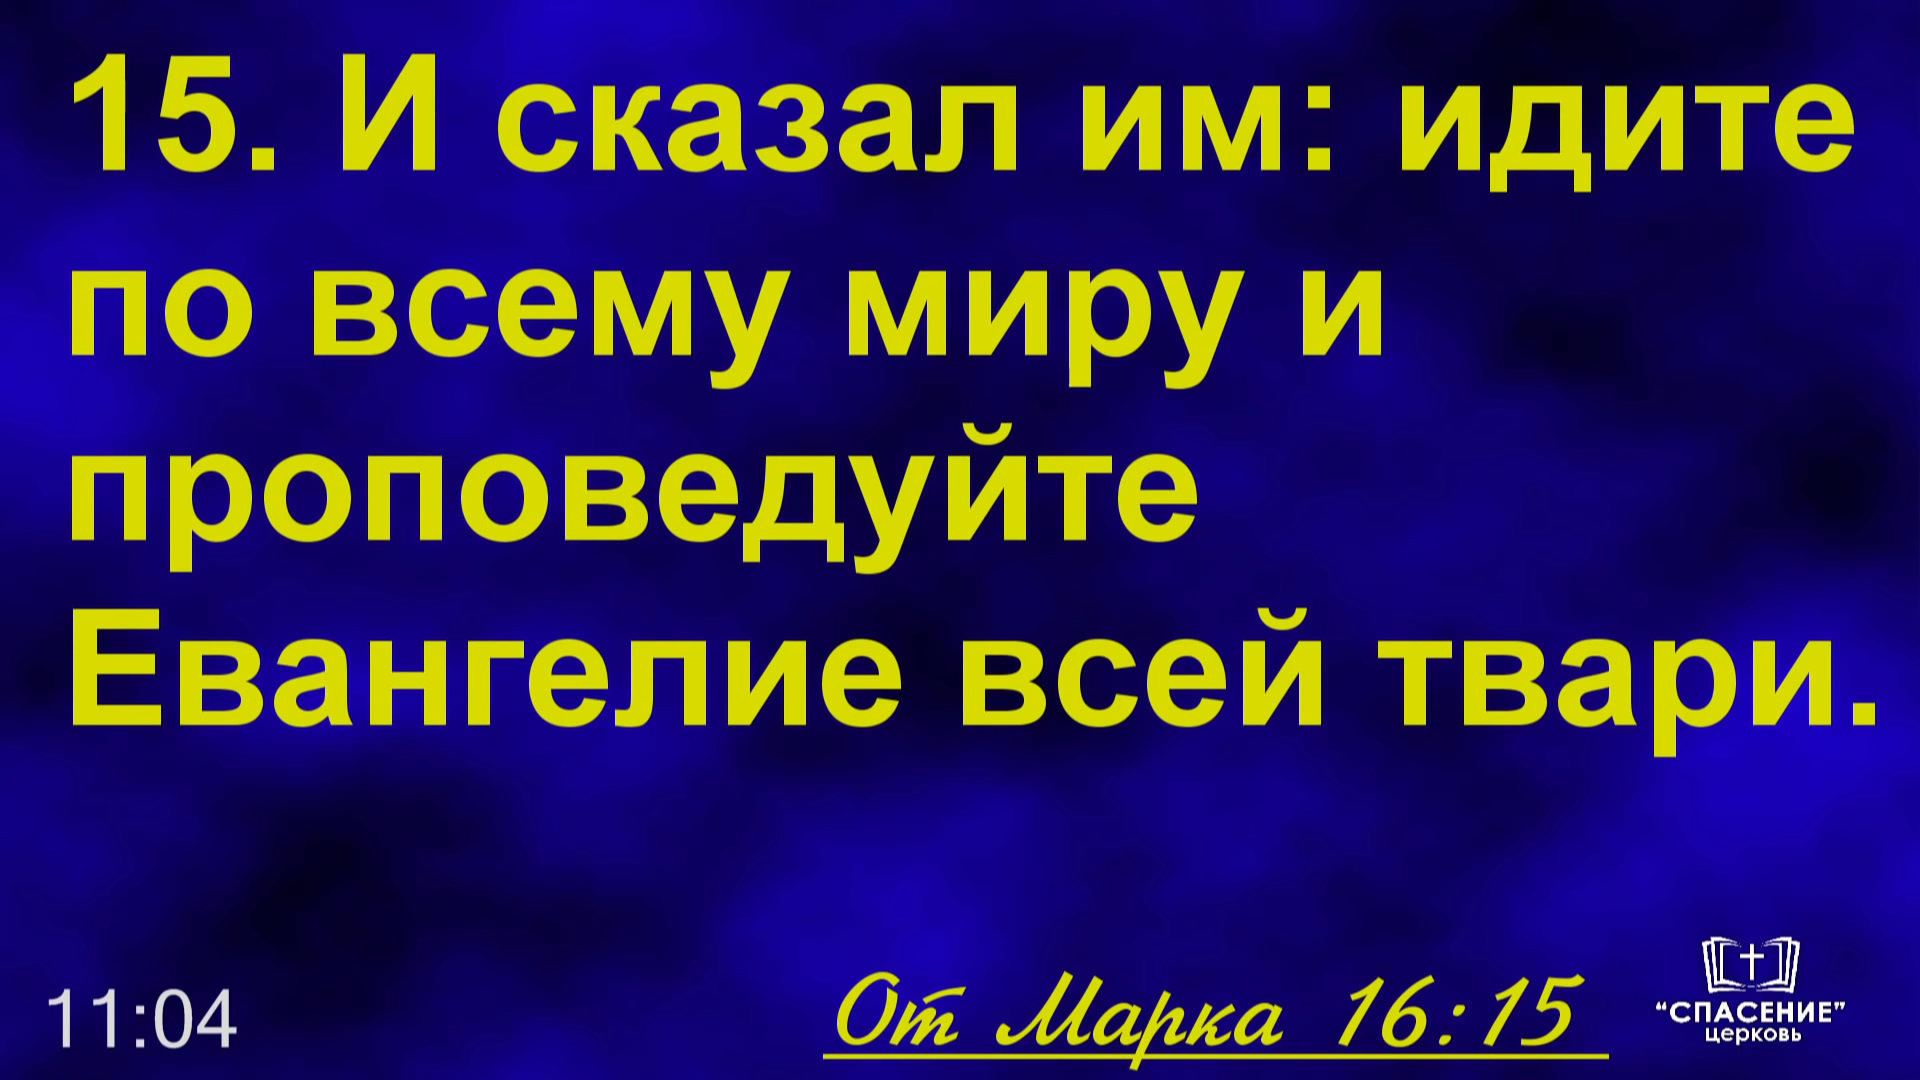 15. И сказал им: идите
по всему миру и
проповедуйте
Евангелие всей твари.
11:04
От Марка 16:15
“СПАСЕНИЕ”
церковь